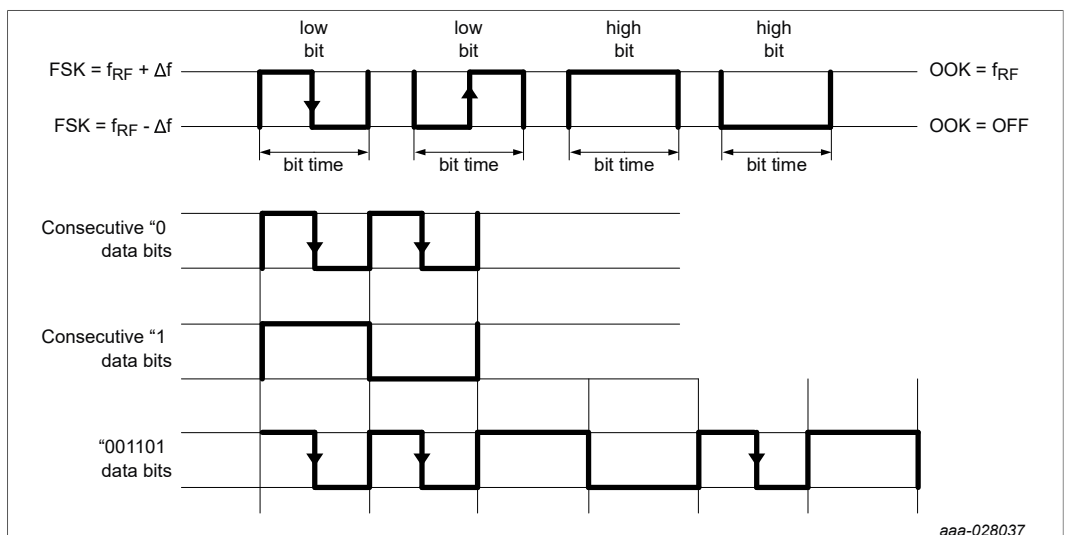 low bit
low bit
high bit
high bit
FSK = fRF + Δf
OOK = fRF
FSK = fRF - Δf
OOK = OFF
bit time
bit time
bit time
bit time
Consecutive “0
data bits
Consecutive “1
data bits
“001101
data bits
aaa-028037